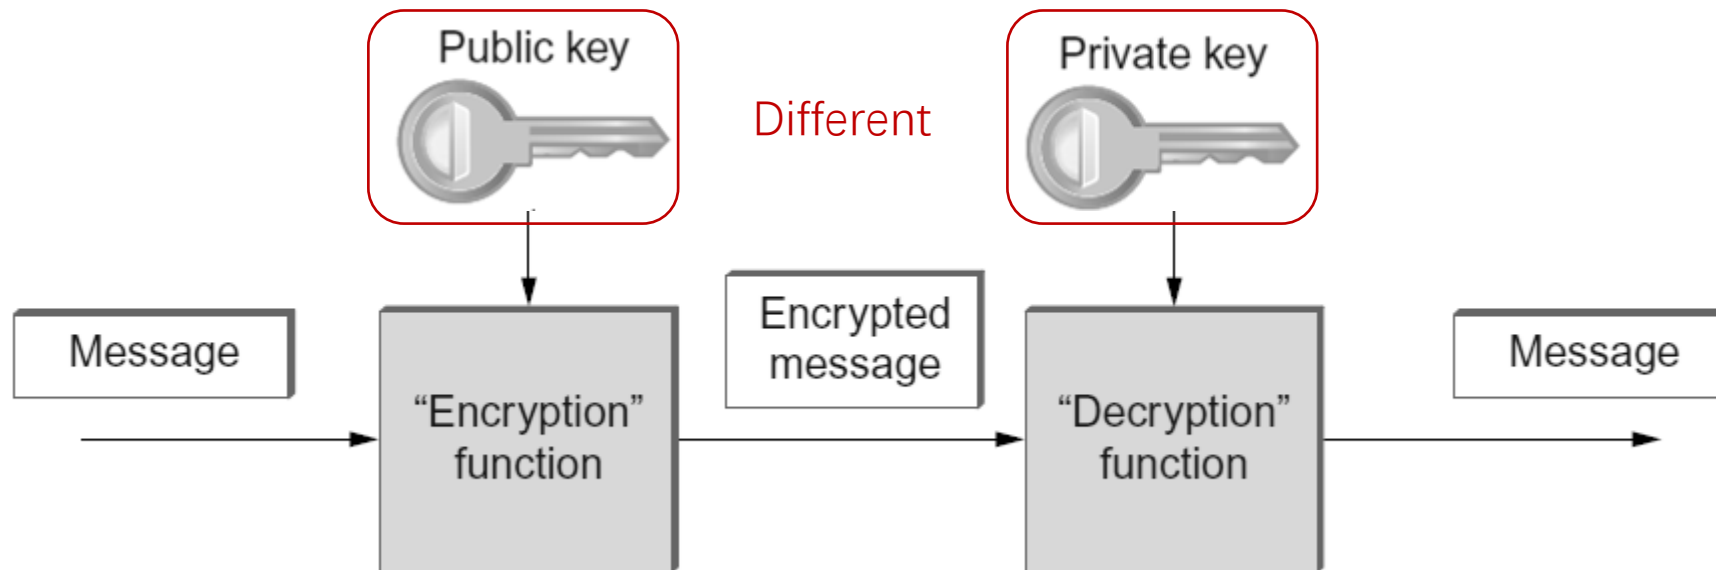 Public key
Different
Private key
Message
“Encryption”
function
Encrypted
message
“Decryption”
function
Message